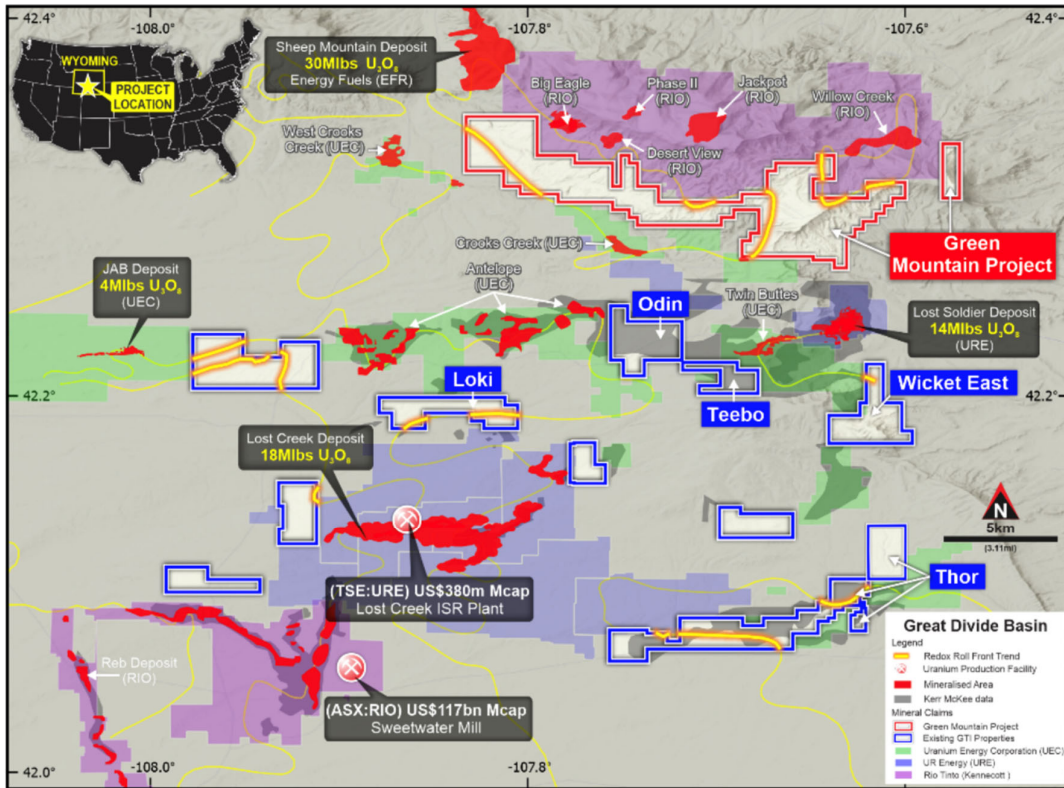 42.4°
-108.0°
-107.8°
-107.6°
42.4°
WYOMING
PROJECT
LOCATION
Sheep Mountain Deposit
30Mlbs U₃O₈
Energy Fuels (EFR)
Big Eagle
(RIO)
Phase II
(RIO)
Jackpot
(RIO)
Willow Creek
(RIO)
West Crooks
Creek (UEC)
Desert View
(RIO)
Crooks Creek (UEC)
Green
Mountain Project
JAB Deposit
4Mlbs U₃O₈
(UEC)
Antelope
(UEC)
Odin
Twin Buttes
(UEC)
Lost Soldier Deposit
14Mlbs U₃O₈
(URE)
42.2°
42.2°
Loki
Teebo
Wicket East
Lost Creek Deposit
18Mlbs U₃O₈
N
5km
(3.11mi)
(TSE:URE) US$380m Mcap
Lost Creek ISR Plant
Thor
Reb Deposit
(RIO)
(ASX:RIO) US$117bn Mcap
Sweetwater Mill
Great Divide Basin
Legend
Redox Roll Front Trend
Uranium Production Facility
Mineralised Area
Kerr McKee data
Mineral Claims
Green Mountain Project
Existing GTI Properties
Uranium Energy Corporation (UEC)
UR Energy (URE)
Rio Tinto (Kennecott )
42.0°
-108.0°
-107.8°